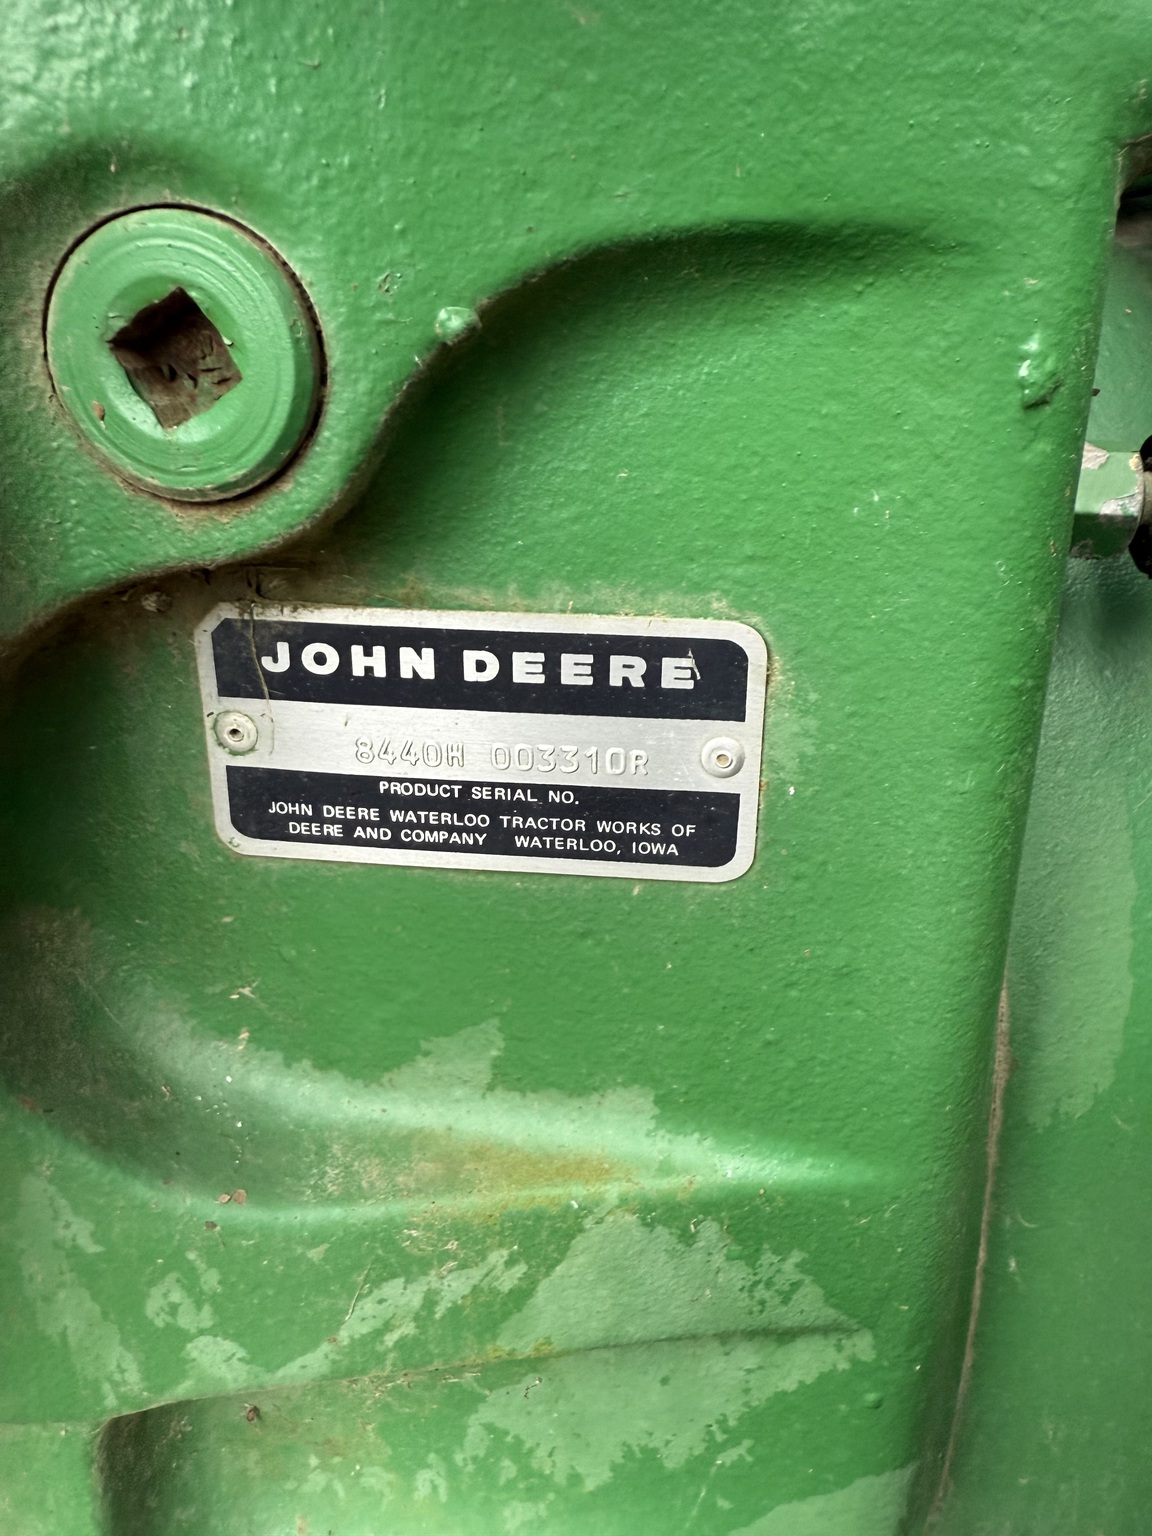 JOHN DEERE
8440H 003310R
PRODUCT SERIAL NO.
JOHN DEERE WATERLOO TRACTOR WORKS OF
DEERE AND COMPANY WATERLOO, IOWA